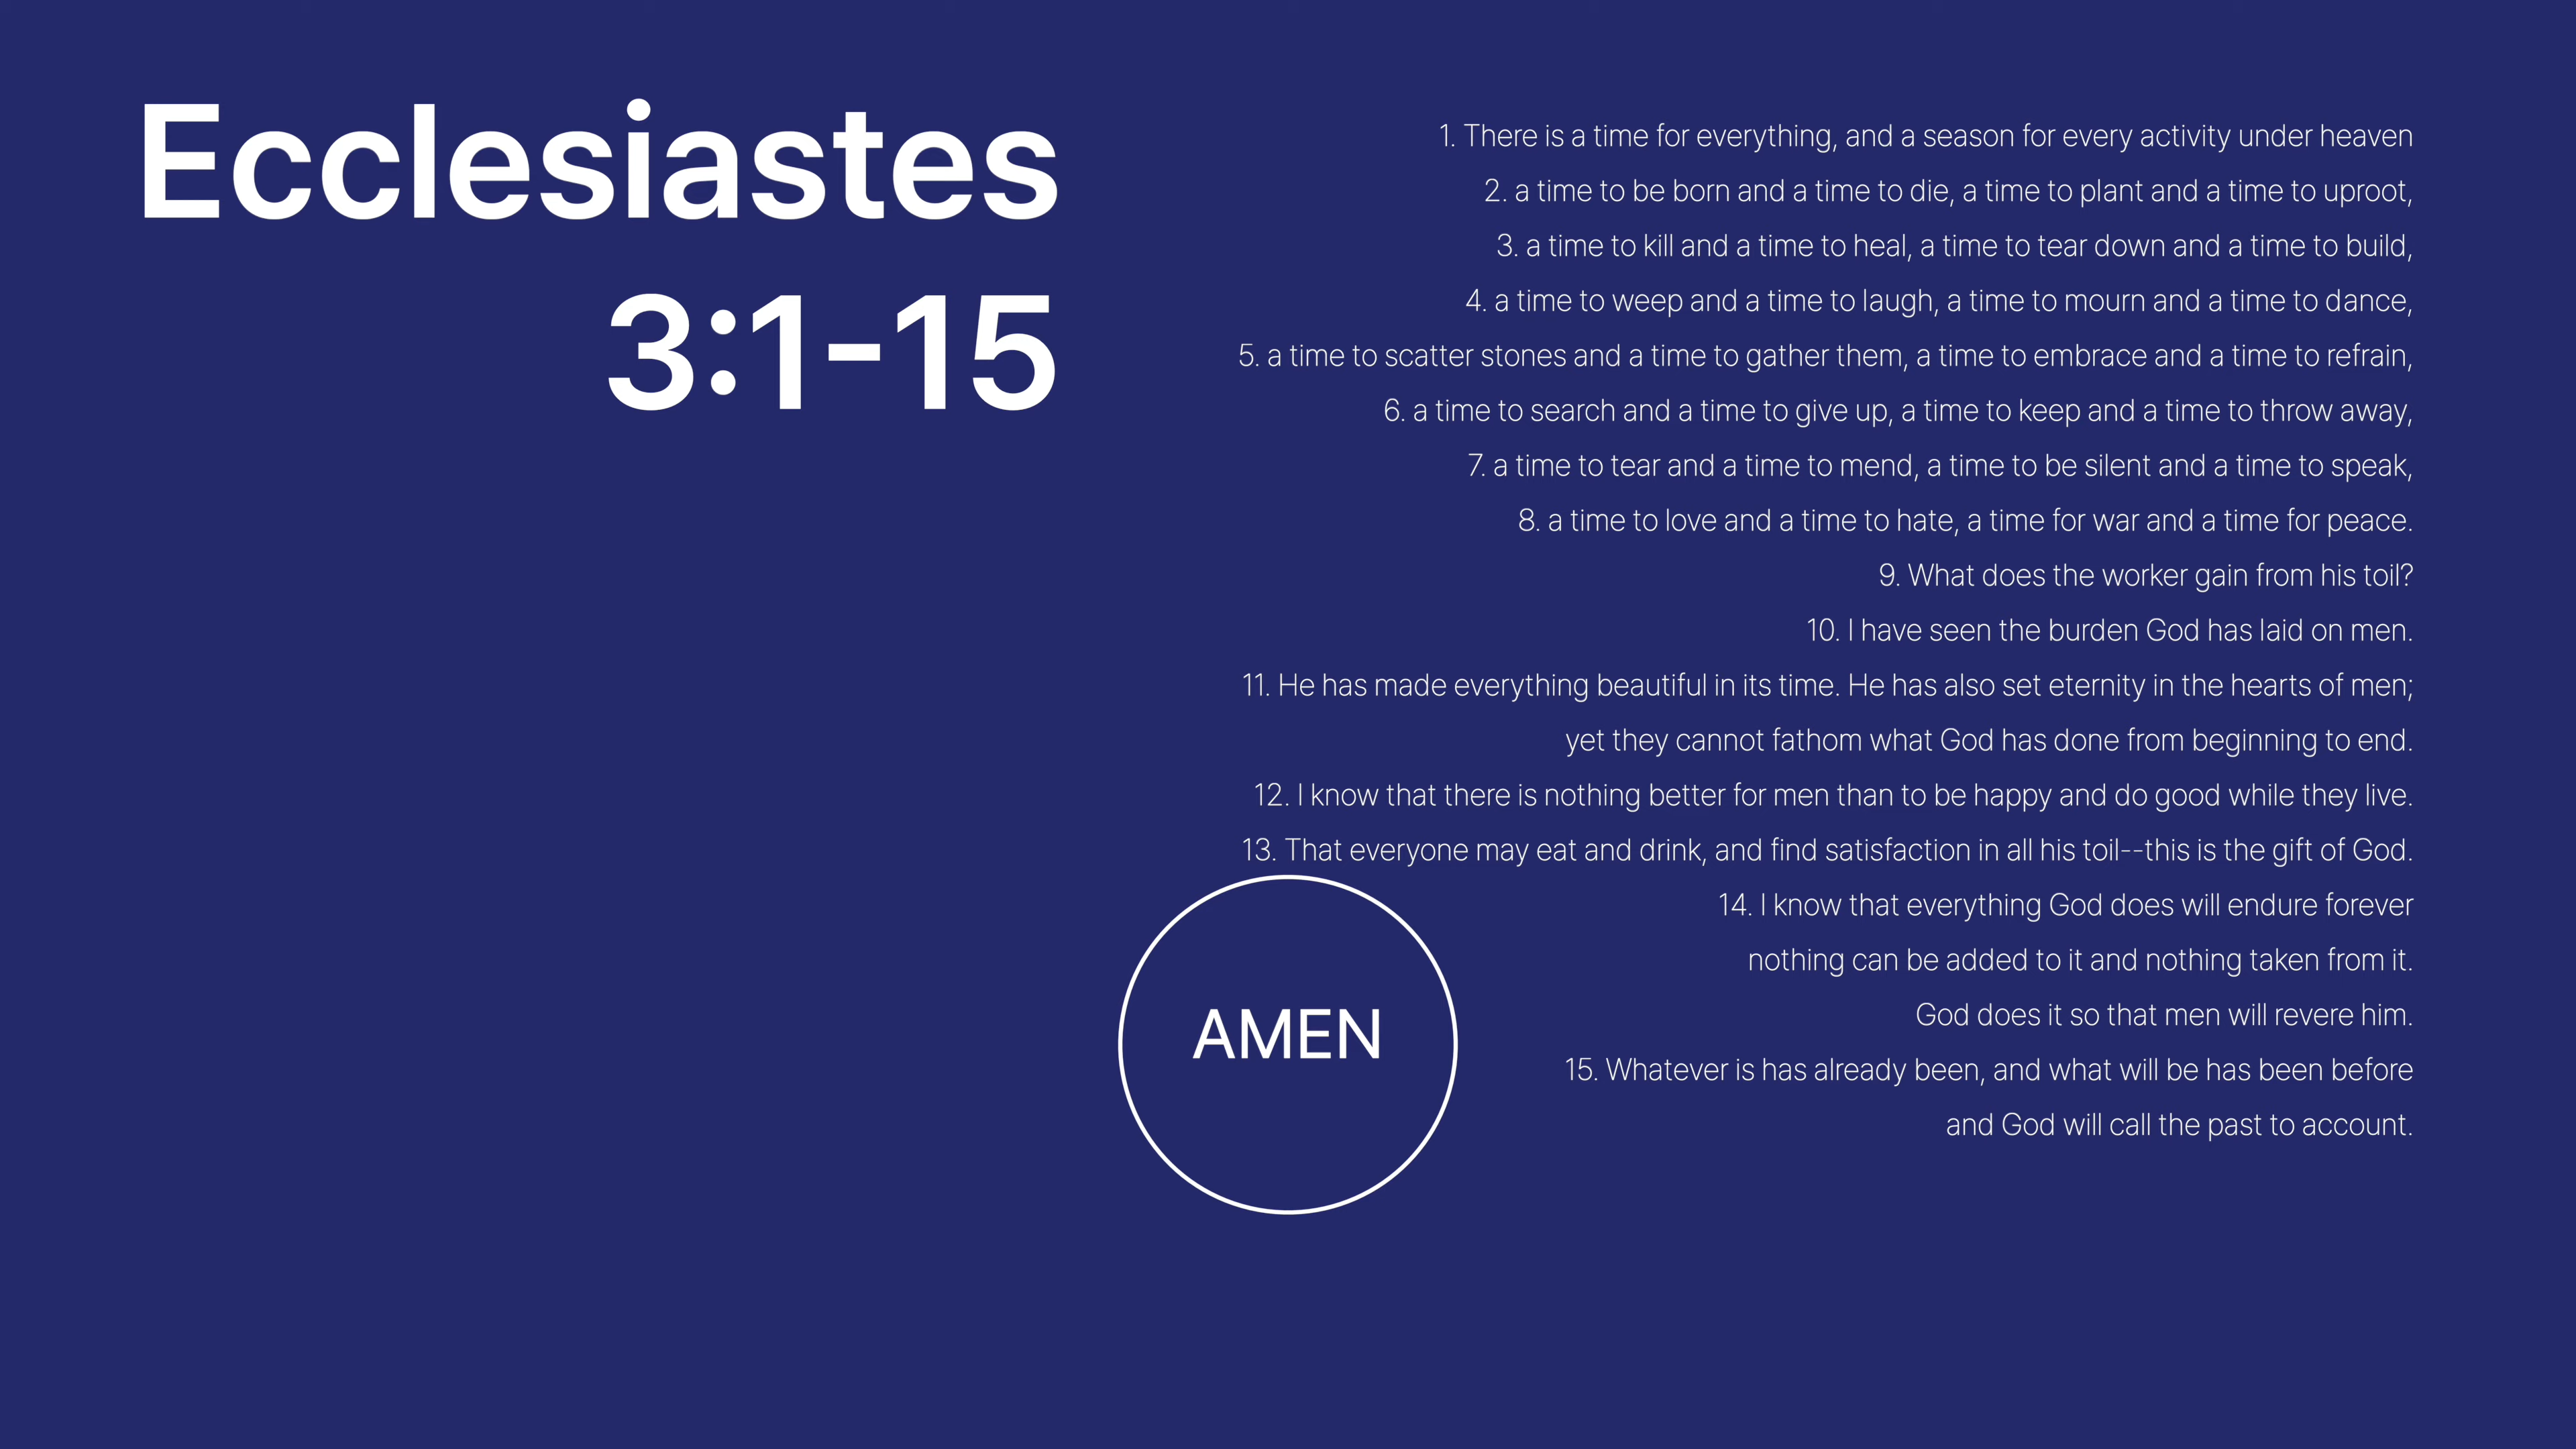 Ecclesiastes
3:1-15
1. There is a time for everything, and a season for every activity under heaven
2. a time to be born and a time to die, a time to plant and a time to uproot,
3. a time to kill and a time to heal, a time to tear down and a time to build,
4. a time to weep and a time to laugh, a time to mourn and a time to dance,
5. a time to scatter stones and a time to gather them, a time to embrace and a time to refrain,
6. a time to search and a time to give up, a time to keep and a time to throw away,
7. a time to tear and a time to mend, a time to be silent and a time to speak,
8. a time to love and a time to hate, a time for war and a time for peace.
9. What does the worker gain from his toil?
10. I have seen the burden God has laid on men.
11. He has made everything beautiful in its time. He has also set eternity in the hearts of men;
yet they cannot fathom what God has done from beginning to end.
12. I know that there is nothing better for men than to be happy and do good while they live.
13. That everyone may eat and drink, and find satisfaction in all his toil--this is the gift of God.
14. I know that everything God does will endure forever
nothing can be added to it and nothing taken from it.
God does it so that men will revere him.
15. Whatever is has already been, and what will be has been before
and God will call the past to account.
AMEN